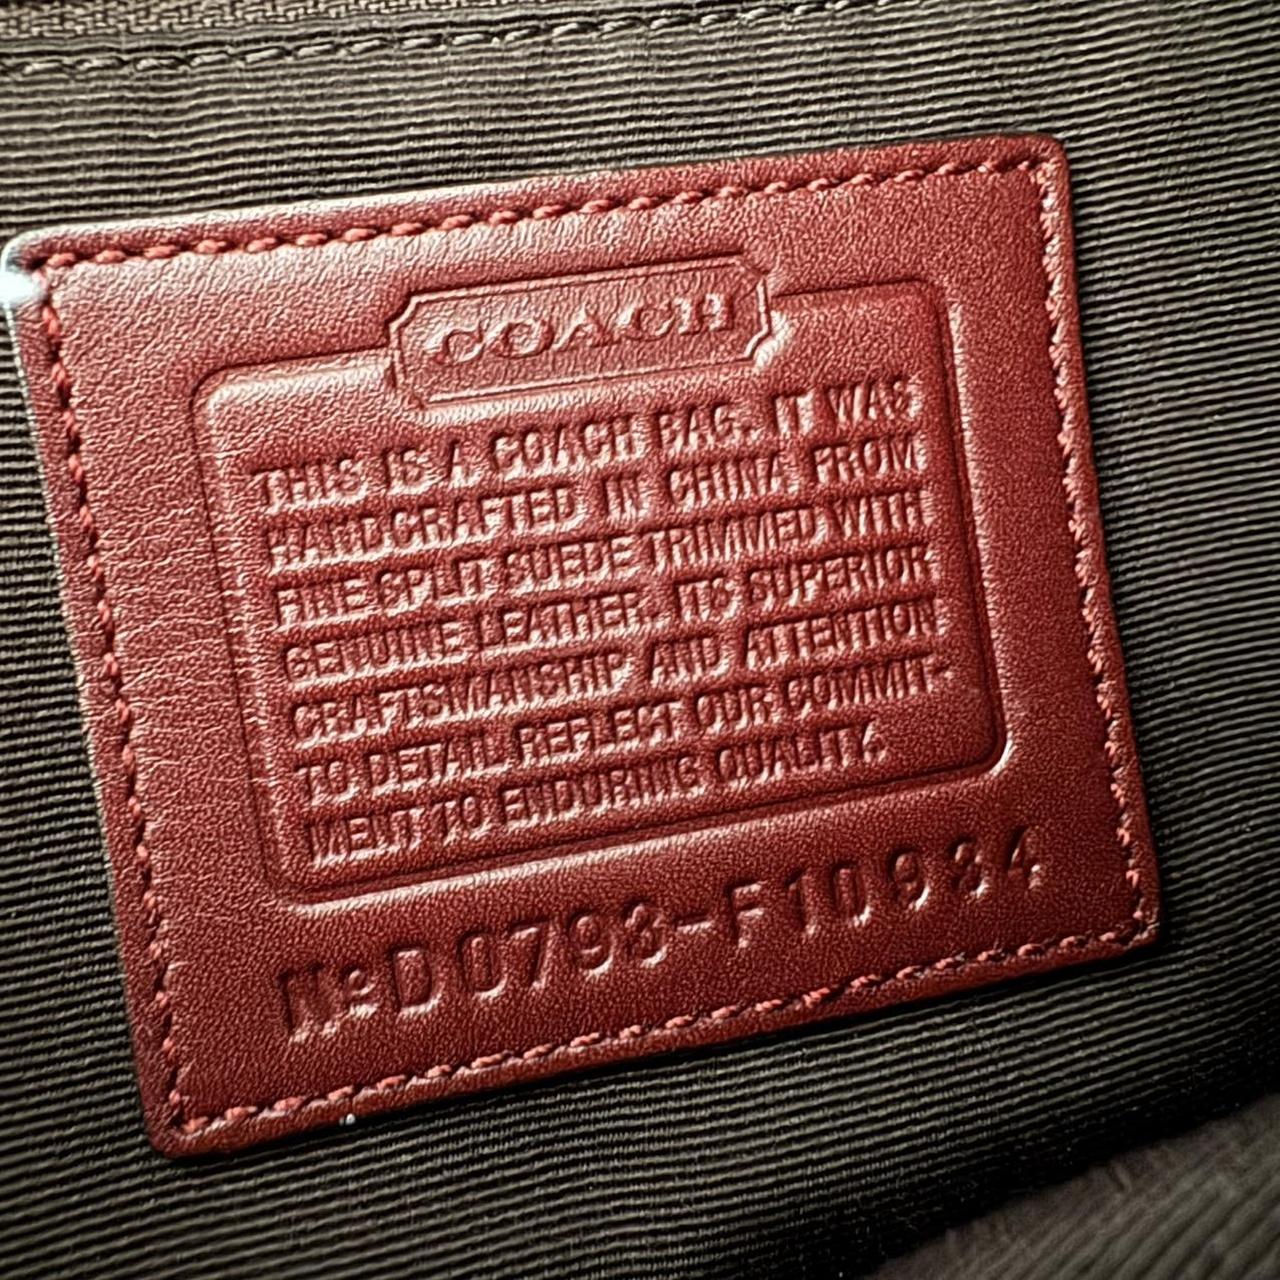 COACH
THIS IS A COACH BAG. IT WAS
HANDCRAFTED IN CHINA FROM
FINE SPLIT SUEDE TRIMMED WITH
GENUINE LEATHER. ITS SUPERIOR
CRAFTSMANSHIP AND ATTENTION
TO DETAIL REFLECT OUR COMMIT-
MENT TO ENDURING QUALITY.
Nº D0793-F10934